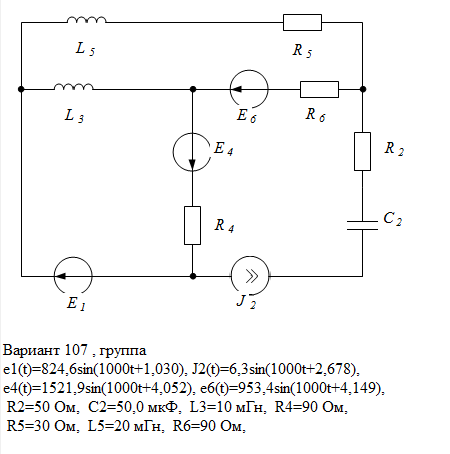 L 5
R 5
L 3
E 6
R 6
E 4
R 2
R 4
C 2
E 1
J 2
Вариант 107 , группа
e1(t)=824,6sin(1000t+1,030), J2(t)=6,3sin(1000t+2,678),
e4(t)=1521,9sin(1000t+4,052), e6(t)=953,4sin(1000t+4,149),
R2=50 Ом, C2=50,0 мкФ, L3=10 мГн, R4=90 Ом,
R5=30 Ом, L5=20 мГн, R6=90 Ом,